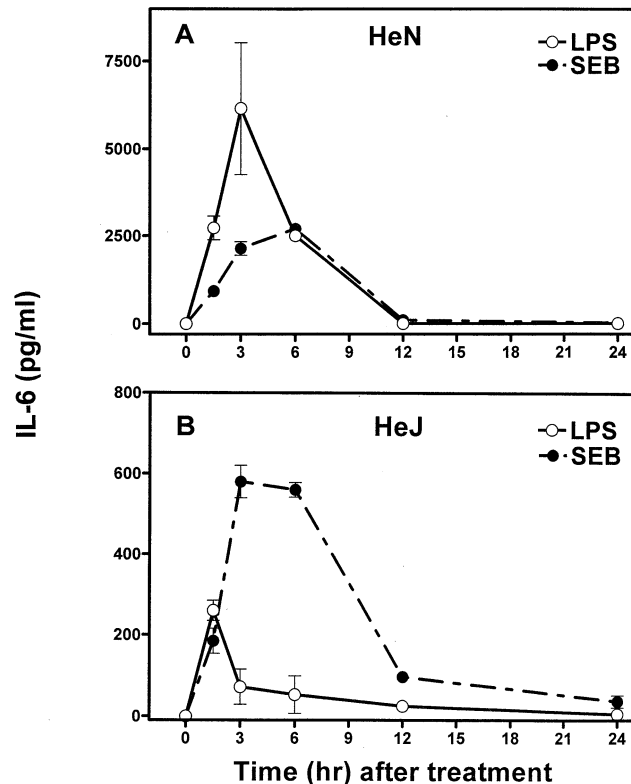 A
HeN
LPS
SEB
7500
5000
2500
0
0 3 6 9 12 15 18 21 24
IL-6 (pg/ml)
B
HeJ
LPS
SEB
800
600
400
200
0
0 3 6 9 12 15 18 21 24
Time (hr) after treatment